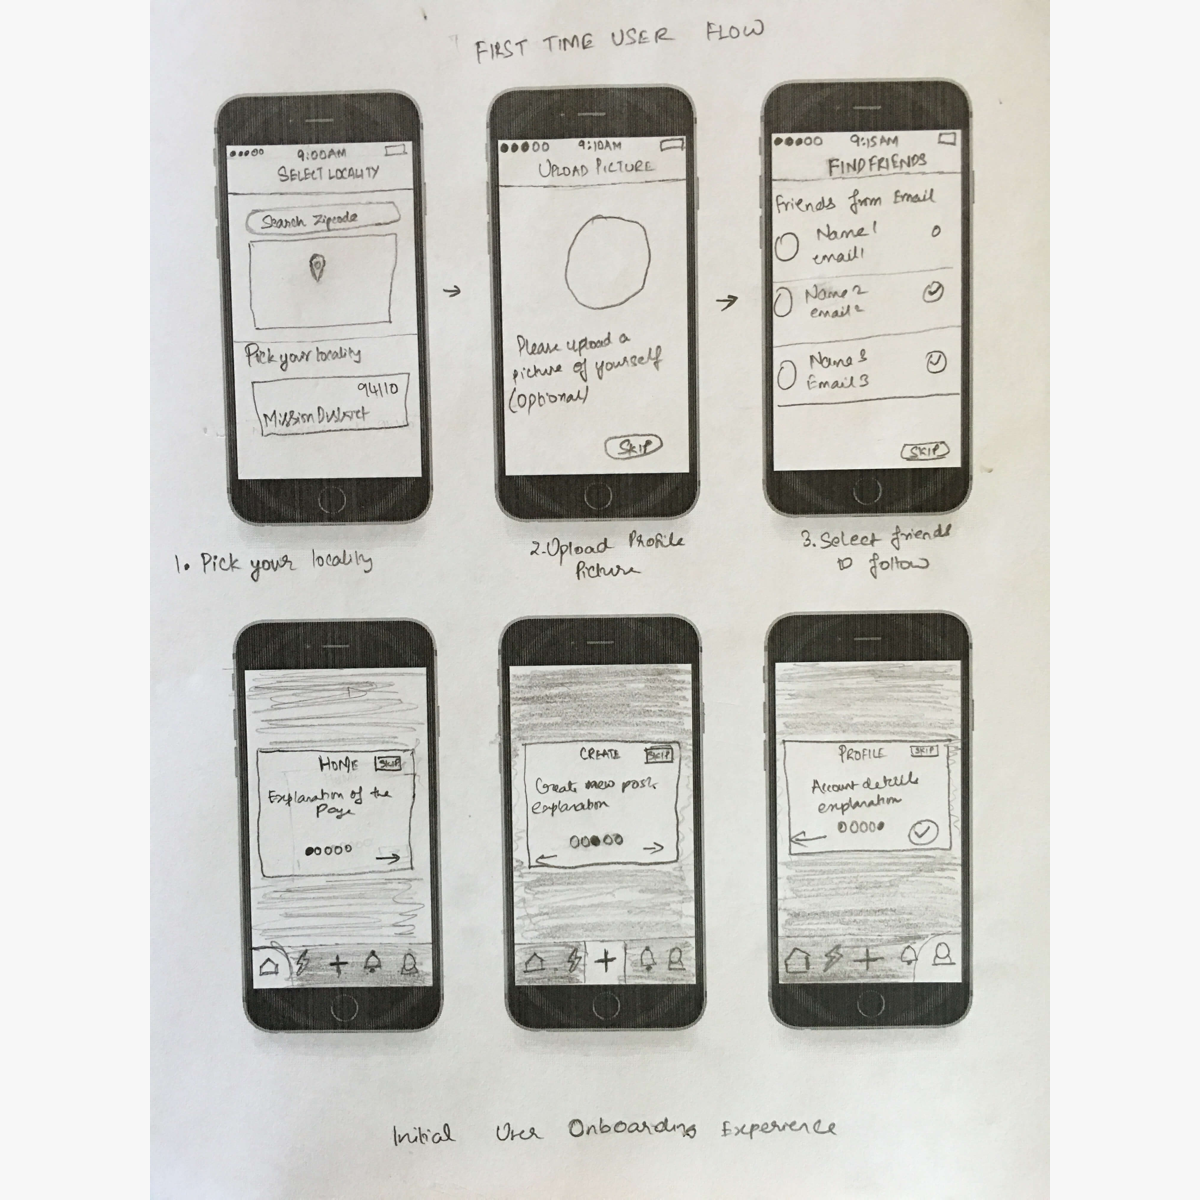 FIRST TIME USER FLOW
9:00AM
SELECT LOCALITY
Search Zipcode
Pick your locality
94110
Mission District
1. Pick your locality
9:10AM
UPLOAD PICTURE
Please upload a
picture of yourself
(optional)
SKIP
2. Upload Profile
Picture
9:15AM
FIND FRIENDS
Friends from Email
Name 1
email 1
Name 2
email 2
Name 3
Email 3
SKIP
3. Select friends
to follow
HOME SKIP
Explanation of the
Page
CREATE SKIP
Create new post
explanation
PROFILE SKIP
Account details
explanation
Initial User Onboarding Experience